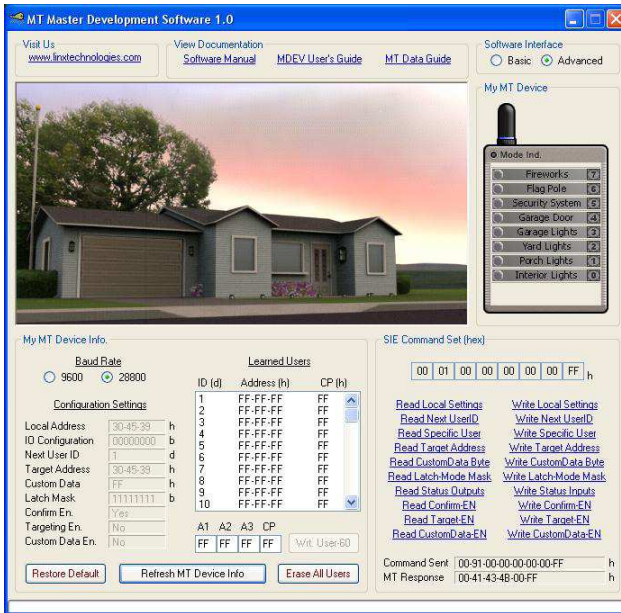 MT Master Development Software 1.0
Visit Us
www.linxtechnologies.com
View Documentation
Software Manual MDEV User's Guide MT Data Guide
Software Interface
Basic Advanced
My MT Device
Mode Ind.
Fireworks 7
Flag Pole 6
Security System 5
Garage Door 4
Garage Lights 3
Yard Lights 2
Porch Lights 1
Interior Lights 0
My MT Device Info.
Baud Rate
9600 28800
Configuration Settings
Local Address 30-45-39 h
IO Configuration 00000000 b
Next User ID 1 d
Target Address 30-45-39 h
Custom Data FF h
Latch Mask 11111111 b
Confirm En. Yes
Targeting En. No
Custom Data En. No
Learned Users
ID (d) Address (h) CP (h)
1 FF-FF-FF FF
2 FF-FF-FF FF
3 FF-FF-FF FF
4 FF-FF-FF FF
5 FF-FF-FF FF
6 FF-FF-FF FF
7 FF-FF-FF FF
8 FF-FF-FF FF
9 FF-FF-FF FF
10 FF-FF-FF FF
A1 A2 A3 CP
FF FF FF FF Wrt. User-60
Restore Default Refresh MT Device Info Erase All Users
SIE Command Set (hex)
00 01 00 00 00 00 00 FF h
Read Local Settings Write Local Settings
Read Next UserID Write Next UserID
Read Specific User Write Specific User
Read Target Address Write Target Address
Read CustomData Byte Write CustomData Byte
Read Latch-Mode Mask Write Latch-Mode Mask
Read Status Outputs Write Status Inputs
Read Confirm-EN Write Confirm-EN
Read Target-EN Write Target-EN
Read CustomData-EN Write CustomData-EN
Command Sent 00-91-00-00-00-00-00-FF h
MT Response 00-41-43-4B-00-FF h